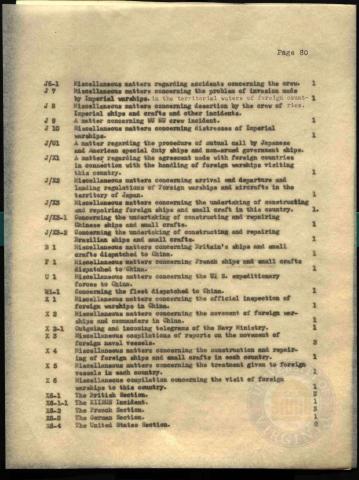 Page 80
J6-1 Miscellaneous matters regarding accidents concerning the crew. 1
J 7 Miscellaneous matters concerning the problem of invasion made
by Imperial warships. in the territorial waters of foreign count- 1
J 8 Miscellaneous matters concerning desertion by the crew of ries.
Imperial ships and crafts and other incidents. 1
J 9 A matter concerning crew incident. 1
J 10 Miscellaneous matters concerning distresses of Imperial
warships. 1
J/U1 A matter regarding the procedure of mutual call by Japanese
and American special duty ships and non-armed government ships. 1
J/X1 A matter regarding the agreement made with foreign countries
in connection with the handling of foreign warships visiting
this country. 1
J/X2 Miscellaneous matters concerning arrival and departure and
landing regulations of Foreign warships and aircrafts in the
territory of Japan. 1
J/X3 Miscellaneous matters concerning the undertaking of constructing
and repairing foreign ships and small craft in this country. 1.
J/X3-1 Concerning the undertaking of constructing and repairing
Chinese ships and small crafts. 1
J/X3-2 Concerning the undertaking of constructing and repairing
Brazilian ships and small crafts. 1
B 1 Miscellaneous matters concerning Britain's ships and small
crafts dispatched to China. 1
F 1 Miscellaneous matters concerning French ships and small crafts
dispatched to China. 1
U 1 Miscellaneous matters concerning the U. S. expeditionary
forces to China. 1
U1-1 Concerning the fleet dispatched to China. 1
X 1 Miscellaneous matters concerning the official inspection of
foreign warships in China. 1
X 2 Miscellaneous matters concerning the movement of foreign war-
ships and commanders in China. 1
X 2-1 Outgoing and incoming telegrams of the Navy Ministry. 1
X 3 Miscellaneous compilations of reports on the movement of
foreign naval vessels. 3
X 4 Miscellaneous matters concerning the construction and repair-
ing of foreign ships and small crafts in each country. 1
X 5 Miscellaneous matters concerning the treatment given to foreign
vessels in each country. 1
X 6 Miscellaneous compilation concerning the visit of foreign
warships to this country. 1
X6-1 The British Section.
X6-1-1 The Incident. 1
X6-2 The French Section.
X6-3 The German Section. 1
X6-4 The United States Section.